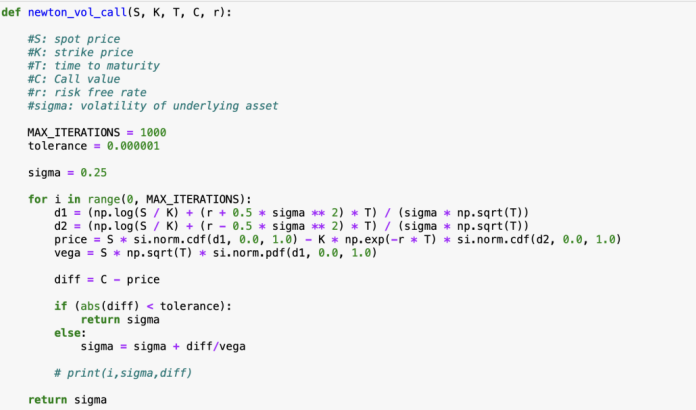 def newton_vol_call(S, K, T, C, r):
#S: spot price
#K: strike price
#T: time to maturity
#C: Call value
#r: risk free rate
#sigma: volatility of underlying asset
MAX_ITERATIONS = 1000
tolerance = 0.000001
sigma = 0.25
for i in range(0, MAX_ITERATIONS):
d1 = (np.log(S / K) + (r + 0.5 * sigma ** 2) * T) / (sigma * np.sqrt(T))
d2 = (np.log(S / K) + (r - 0.5 * sigma ** 2) * T) / (sigma * np.sqrt(T))
price = S * si.norm.cdf(d1, 0.0, 1.0) - K * np.exp(-r * T) * si.norm.cdf(d2, 0.0, 1.0)
vega = S * np.sqrt(T) * si.norm.pdf(d1, 0.0, 1.0)
diff = C - price
if (abs(diff) < tolerance):
return sigma
else:
sigma = sigma + diff/vega
# print(i,sigma,diff)
return sigma